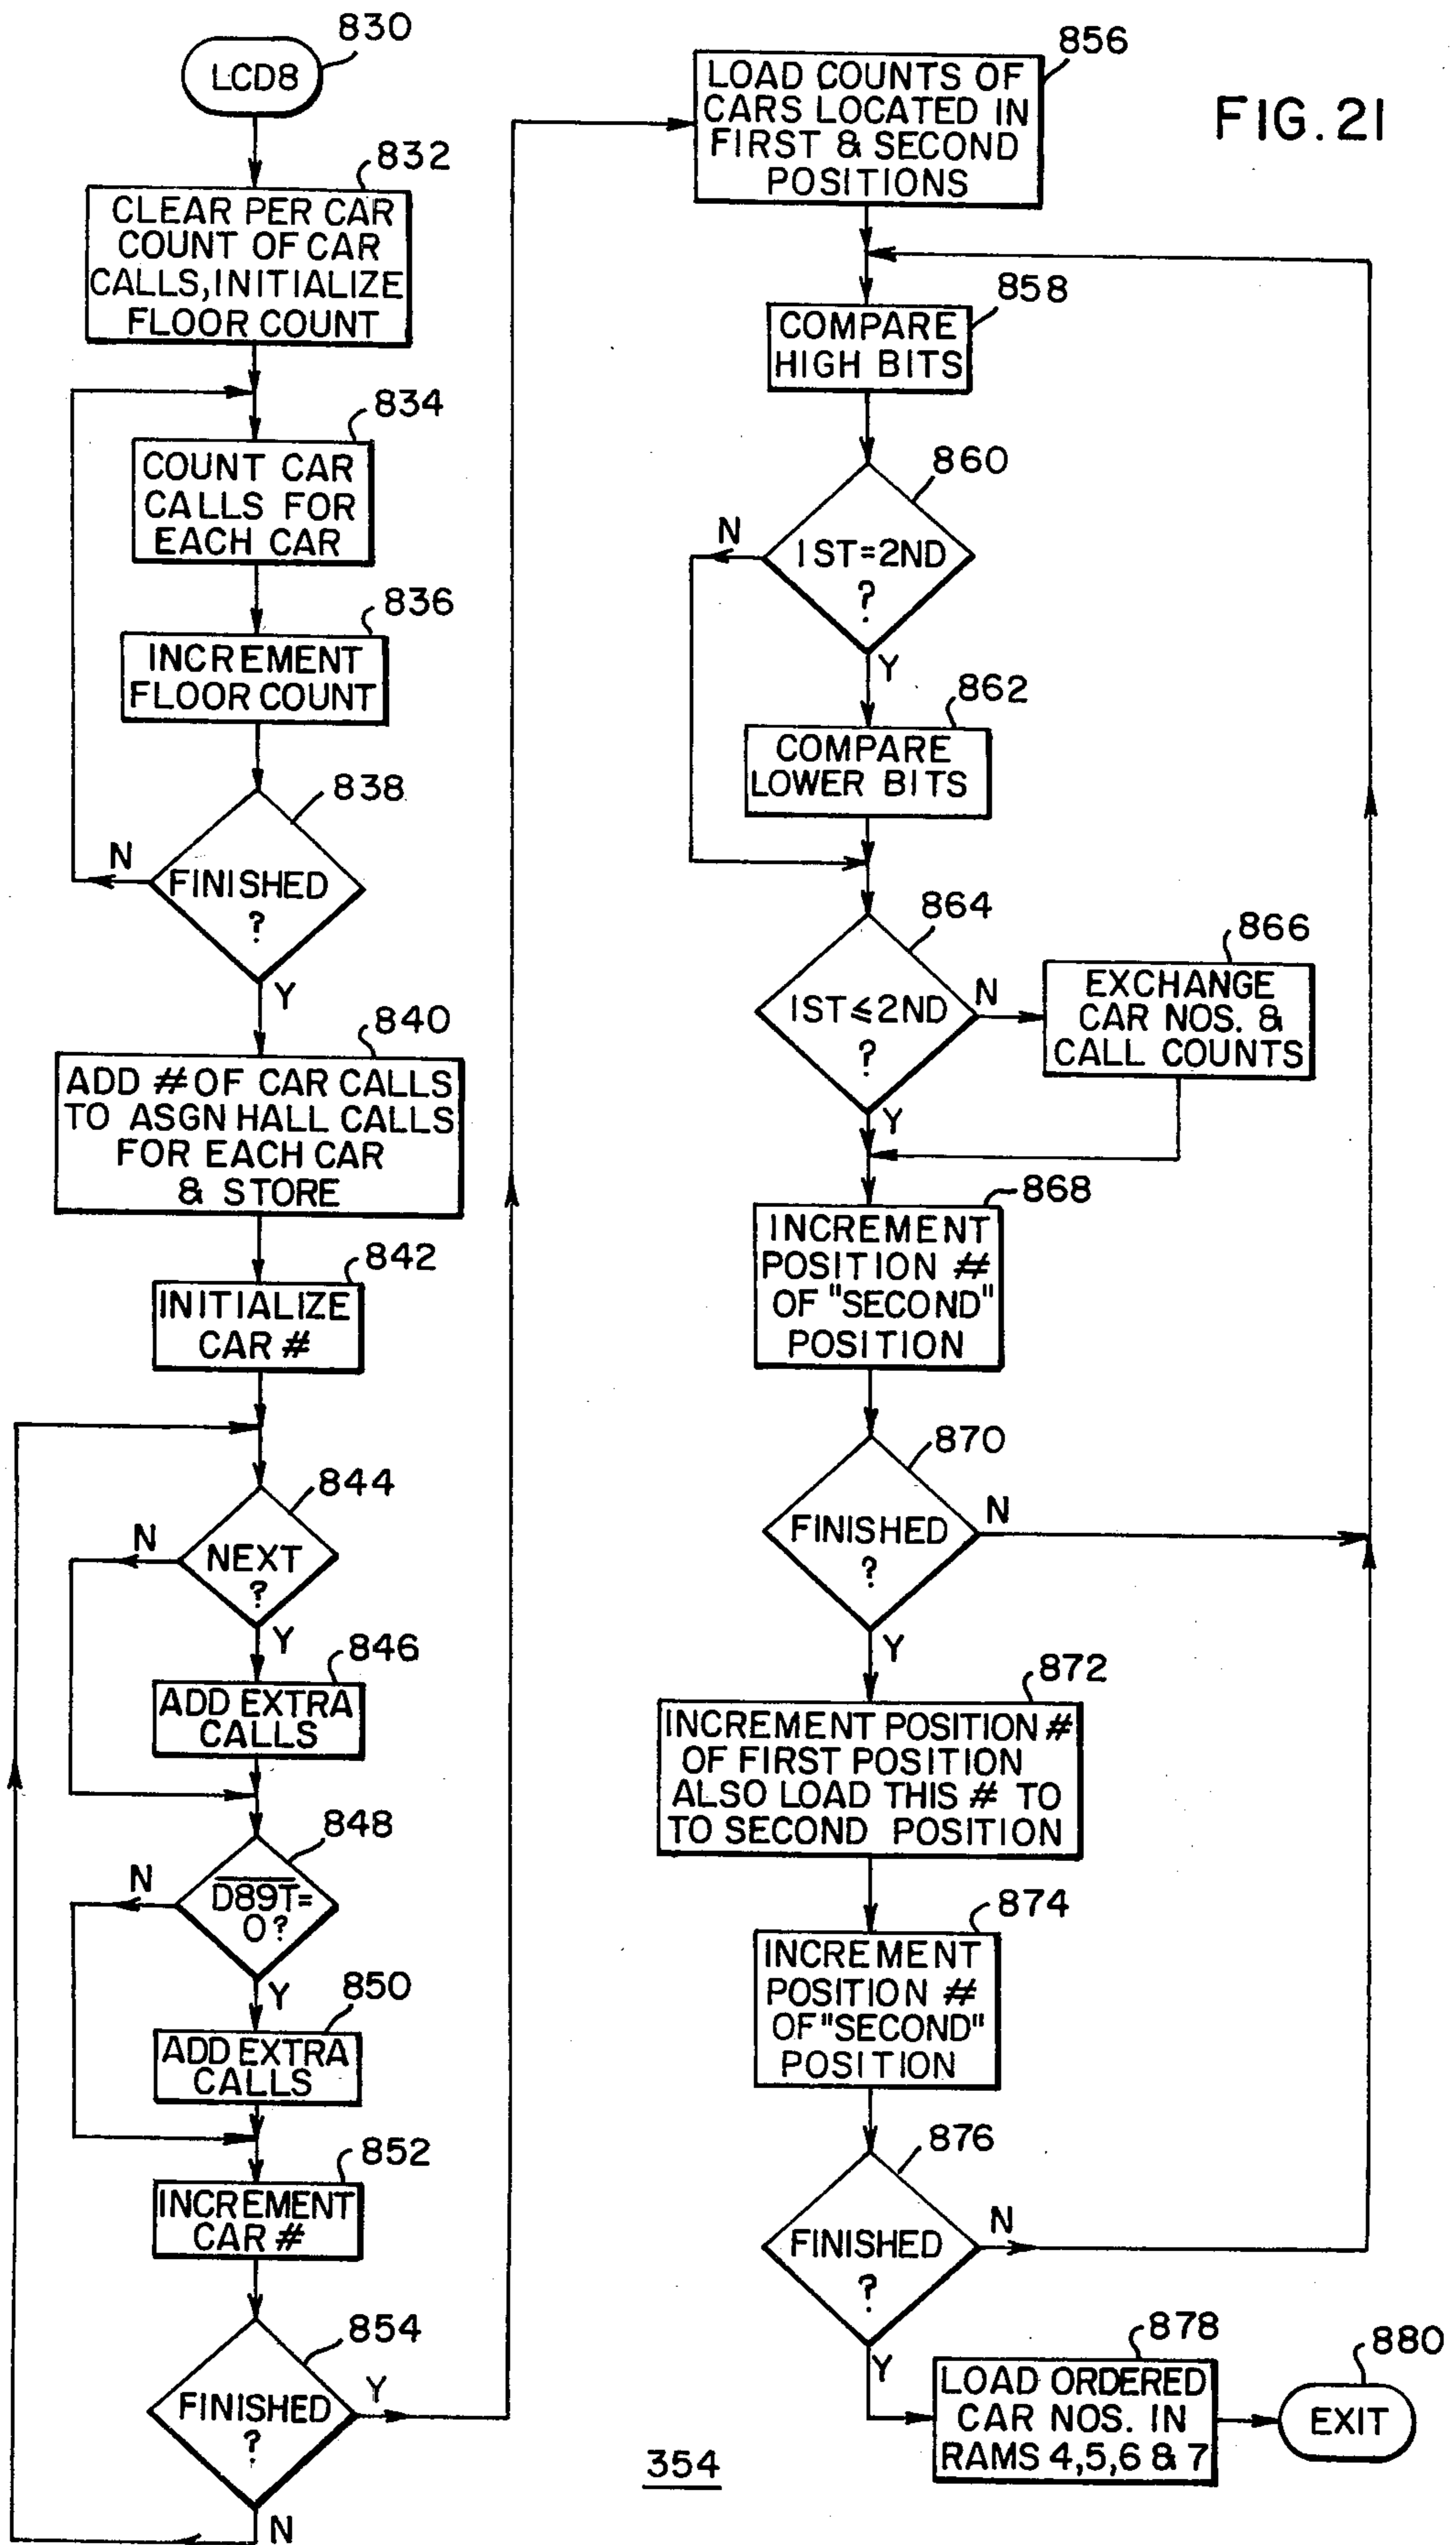 FIG. 21
830
LCD8
832
CLEAR PER CAR
COUNT OF CAR
CALLS, INITIALIZE
FLOOR COUNT
834
COUNT CAR
CALLS FOR
EACH CAR
836
INCREMENT
FLOOR COUNT
838
N
FINISHED
?
Y
840
ADD # OF CAR CALLS
TO ASGN HALL CALLS
FOR EACH CAR
& STORE
842
INITIALIZE
CAR #
844
N
NEXT
?
Y
846
ADD EXTRA
CALLS
848
N
D89T=
0?
Y
850
ADD EXTRA
CALLS
852
INCREMENT
CAR #
854
FINISHED
?
Y
N
856
LOAD COUNTS OF
CARS LOCATED IN
FIRST & SECOND
POSITIONS
858
COMPARE
HIGH BITS
860
N
1ST=2ND
?
Y
862
COMPARE
LOWER BITS
864
1ST≤2ND
?
N
Y
866
EXCHANGE
CAR NOS. &
CALL COUNTS
868
INCREMENT
POSITION #
OF "SECOND"
POSITION
870
FINISHED
?
N
Y
872
INCREMENT POSITION #
OF FIRST POSITION
ALSO LOAD THIS # TO
TO SECOND POSITION
874
INCREMENT
POSITION #
OF "SECOND"
POSITION
876
FINISHED
?
N
Y
878
LOAD ORDERED
CAR NOS. IN
RAMS 4,5,6 & 7
880
EXIT
354